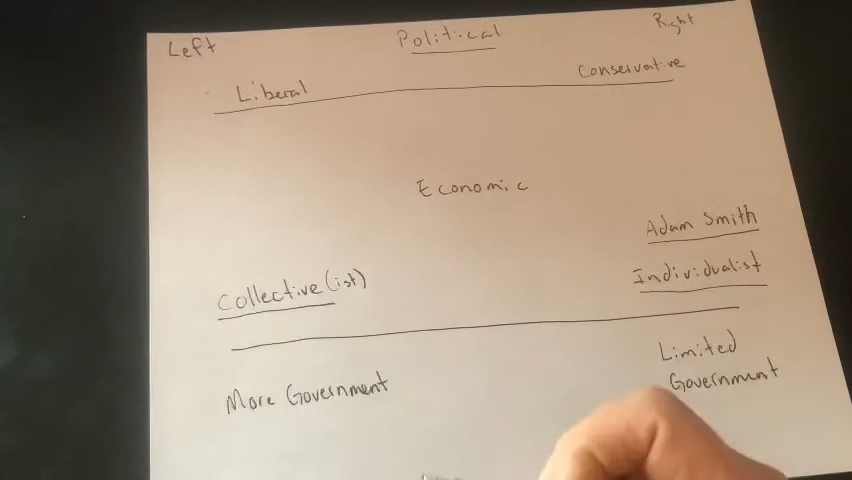 Left Political Right
Liberal Conservative
Economic
Adam Smith
Collective(ist) Individualist
More Government Limited
Government